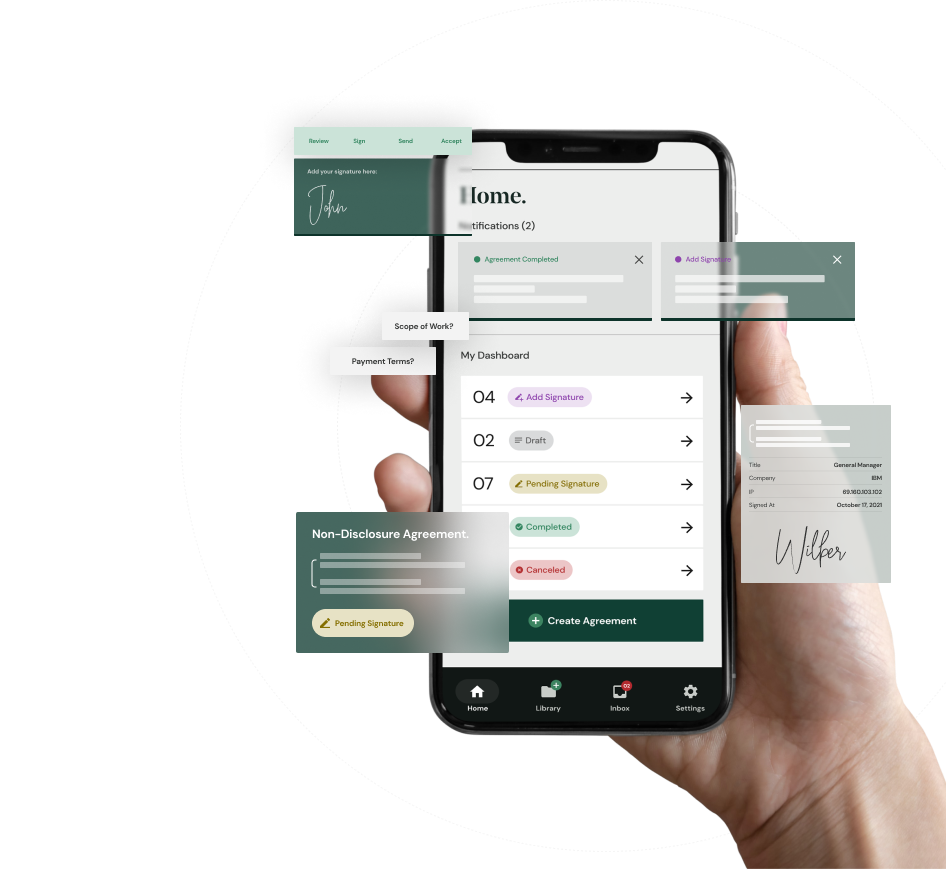 Review Sign Send Accept
Add your signature here:
John
Home.
Notifications (2)
Agreement Completed
Add Signature
Scope of Work?
Payment Terms?
My Dashboard
04 Add Signature
02 Draft
07 Pending Signature
Completed
Canceled
Create Agreement
Home Library 02 Inbox Settings
Non-Disclosure Agreement.
Pending Signature
Title General Manager
Company IBM
IP 69.160.103.102
Signed At October 17, 2021
Wilper